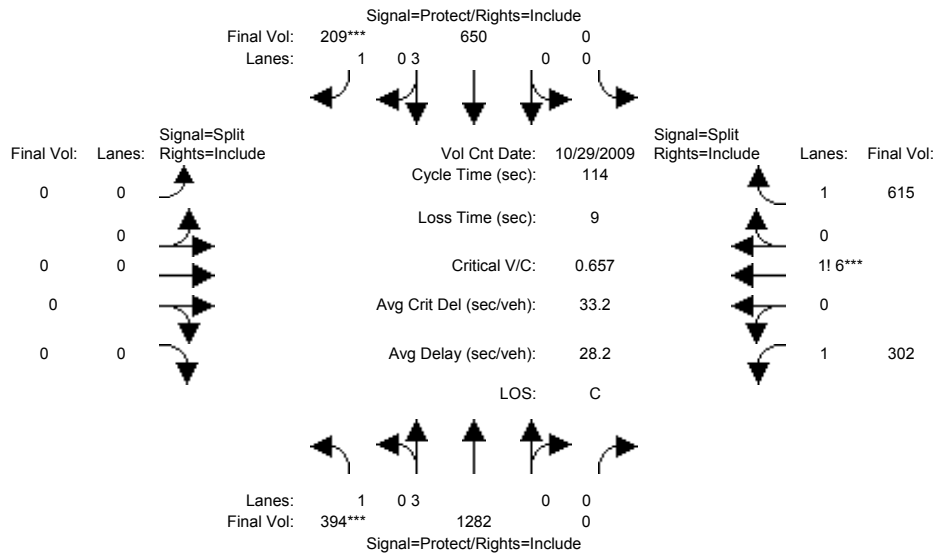 Signal=Protect/Rights=Include
Final Vol: 209*** 650 0
Lanes: 1 0 3 0 0
Signal=Split
Final Vol: Lanes: Rights=Include
Vol Cnt Date: 10/29/2009
Signal=Split
Rights=Include Lanes: Final Vol:
Cycle Time (sec): 114
0 0
1 615
Loss Time (sec): 9
0
0
0 0
Critical V/C: 0.657
1! 6***
0
Avg Crit Del (sec/veh): 33.2
0
0 0
Avg Delay (sec/veh): 28.2
1 302
LOS: C
Lanes: 1 0 3 0 0
Final Vol: 394*** 1282 0
Signal=Protect/Rights=Include